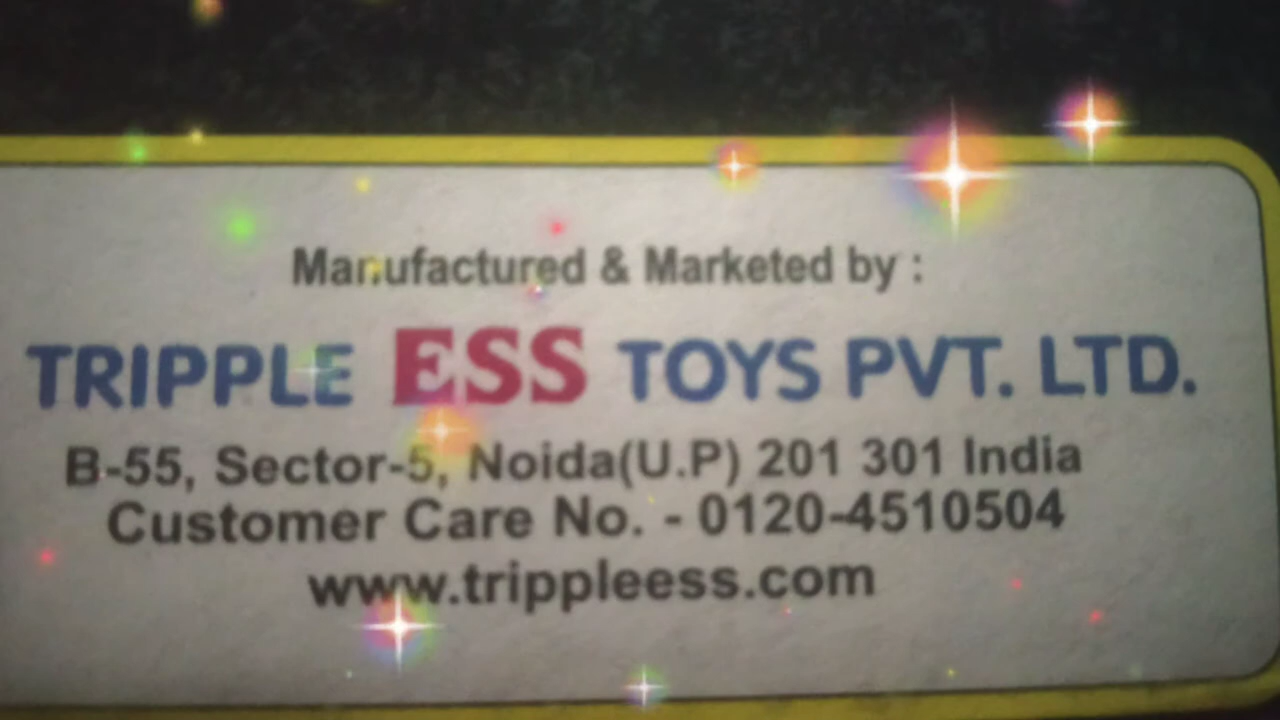 Manufactured & Marketed by :
TRIPPLE ESS TOYS PVT. LTD.
B-55, Sector-5, Noida(U.P) 201 301 India
Customer Care No. - 0120-4510504
www.trippleess.com